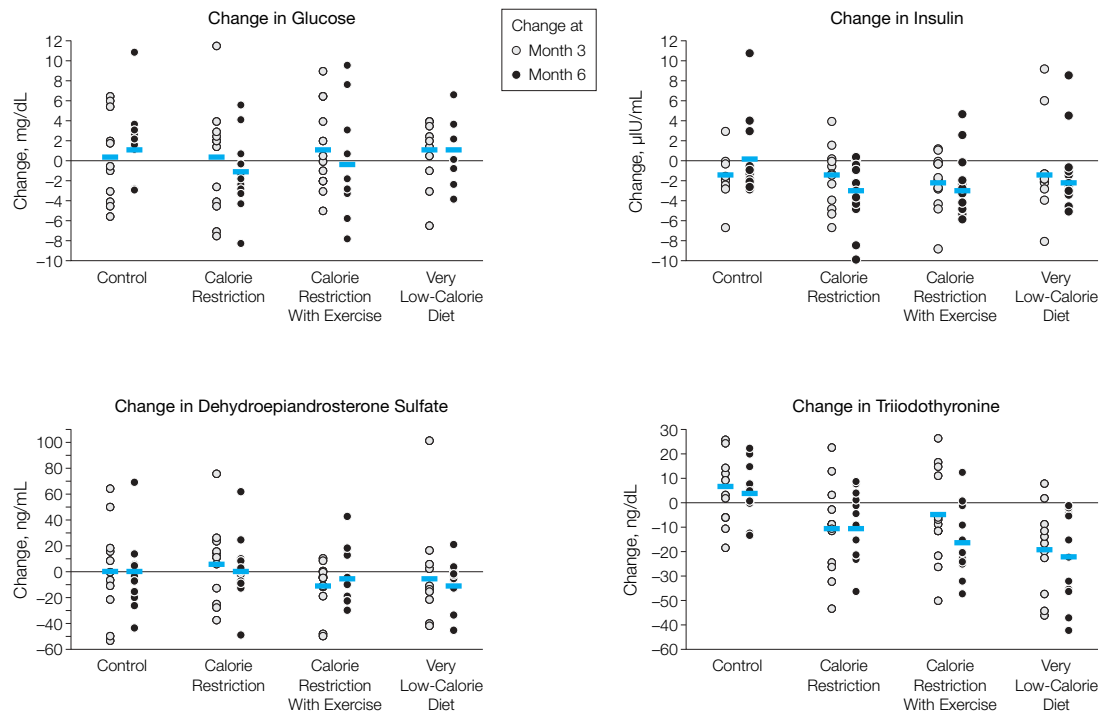 Change in Glucose
Change, mg/dL
12
10
8
6
4
2
0
−2
−4
−6
−8
−10
Control
Calorie
Restriction
Calorie
Restriction
With Exercise
Very
Low-Calorie
Diet
Change at
Month 3
Month 6
Change in Insulin
Change, µIU/mL
12
10
8
6
4
2
0
−2
−4
−6
−8
−10
Control
Calorie
Restriction
Calorie
Restriction
With Exercise
Very
Low-Calorie
Diet
Change in Dehydroepiandrosterone Sulfate
Change, ng/mL
100
80
60
40
20
0
−20
−40
−60
Control
Calorie
Restriction
Calorie
Restriction
With Exercise
Very
Low-Calorie
Diet
Change in Triiodothyronine
Change, ng/dL
30
20
10
0
−10
−20
−30
−40
−50
−60
Control
Calorie
Restriction
Calorie
Restriction
With Exercise
Very
Low-Calorie
Diet